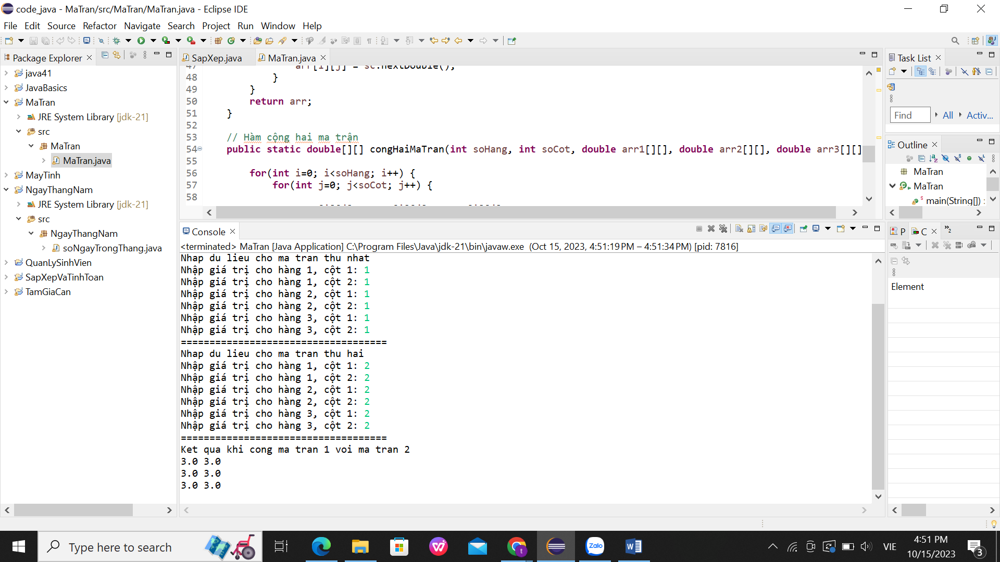 code_java - MaTran/src/MaTran/MaTran.java - Eclipse IDE
File Edit Source Refactor Navigate Search Project Run Window Help
Package Explorer
java41
JavaBasics
MaTran
JRE System Library [jdk-21]
src
MaTran
MaTran.java
MayTinh
NgayThangNam
JRE System Library [jdk-21]
src
NgayThangNam
soNgayTrongThang.java
QuanLySinhVien
SapXepVaTinhToan
TamGiaCan
SapXep.java MaTran.java
47 arr[i][j] = sc.nextDouble();
48 }
49 }
50 return arr;
51 }
52
53 // Hàm cộng hai ma trận
54 public static double[][] congHaiMaTran(int soHang, int soCot, double arr1[][], double arr2[][], double arr3[][]
55
56 for(int i=0; i<soHang; i++) {
57 for(int j=0; j<soCot; j++) {
58
Console
<terminated> MaTran [Java Application] C:\Program Files\Java\jdk-21\bin\javaw.exe (Oct 15, 2023, 4:51:19 PM – 4:51:34 PM) [pid: 7816]
Nhap du lieu cho ma tran thu nhat
Nhập giá trị cho hàng 1, cột 1: 1
Nhập giá trị cho hàng 1, cột 2: 1
Nhập giá trị cho hàng 2, cột 1: 1
Nhập giá trị cho hàng 2, cột 2: 1
Nhập giá trị cho hàng 3, cột 1: 1
Nhập giá trị cho hàng 3, cột 2: 1
====================================
Nhap du lieu cho ma tran thu hai
Nhập giá trị cho hàng 1, cột 1: 2
Nhập giá trị cho hàng 1, cột 2: 2
Nhập giá trị cho hàng 2, cột 1: 2
Nhập giá trị cho hàng 2, cột 2: 2
Nhập giá trị cho hàng 3, cột 1: 2
Nhập giá trị cho hàng 3, cột 2: 2
====================================
Ket qua khi cong ma tran 1 voi ma tran 2
3.0 3.0
3.0 3.0
3.0 3.0
Task List
Find All Activ...
Outline
MaTran
MaTran
main(String[]) :
P C »2
Element
Type here to search
Zalo
VIE
4:51 PM
10/15/2023
3